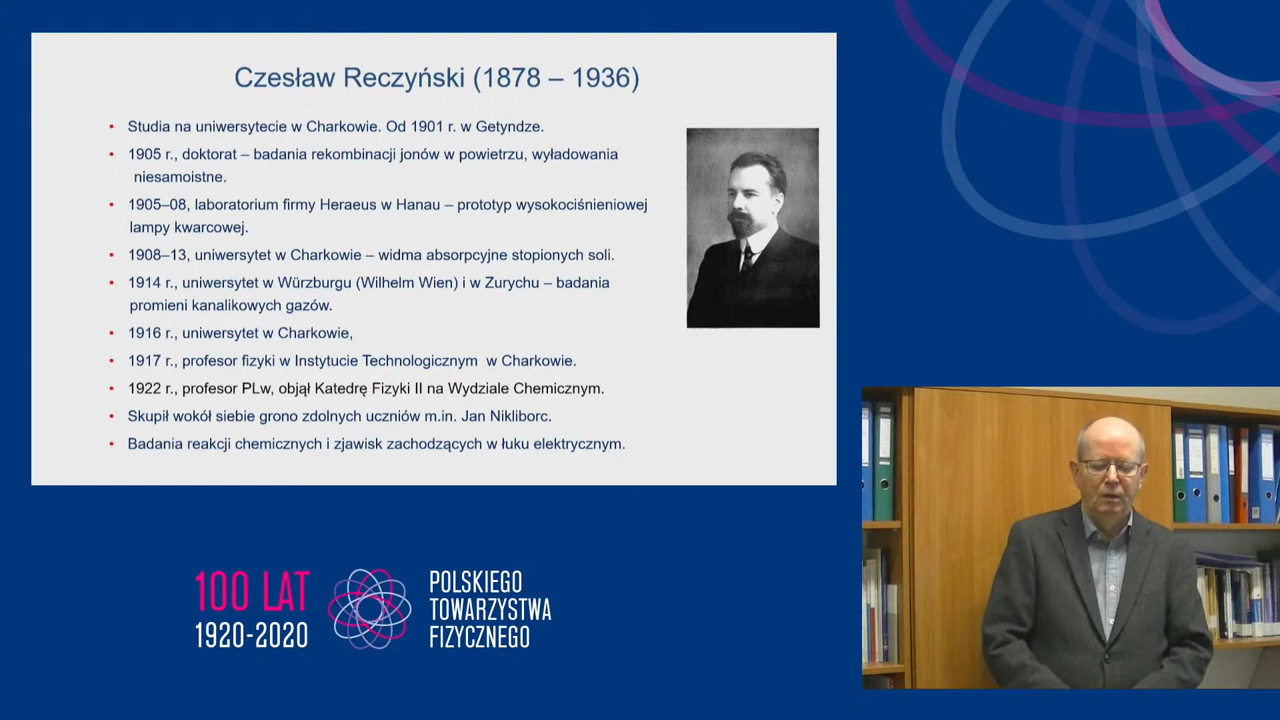 Czesław Reczyński (1878 – 1936)
• Studia na uniwersytecie w Charkowie. Od 1901 r. w Getyndze.
• 1905 r., doktorat – badania rekombinacji jonów w powietrzu, wyładowania
niesamoistne.
• 1905–08, laboratorium firmy Heraeus w Hanau – prototyp wysokociśnieniowej
lampy kwarcowej.
• 1908–13, uniwersytet w Charkowie – widma absorpcyjne stopionych soli.
• 1914 r., uniwersytet w Würzburgu (Wilhelm Wien) i w Zurychu – badania
promieni kanalikowych gazów.
• 1916 r., uniwersytet w Charkowie,
• 1917 r., profesor fizyki w Instytucie Technologicznym w Charkowie.
• 1922 r., profesor PLw, objął Katedrę Fizyki II na Wydziale Chemicznym.
• Skupił wokół siebie grono zdolnych uczniów m.in. Jan Nikliborc.
• Badania reakcji chemicznych i zjawisk zachodzących w łuku elektrycznym.
100 LAT
1920-2020
POLSKIEGO
TOWARZYSTWA
FIZYCZNEGO